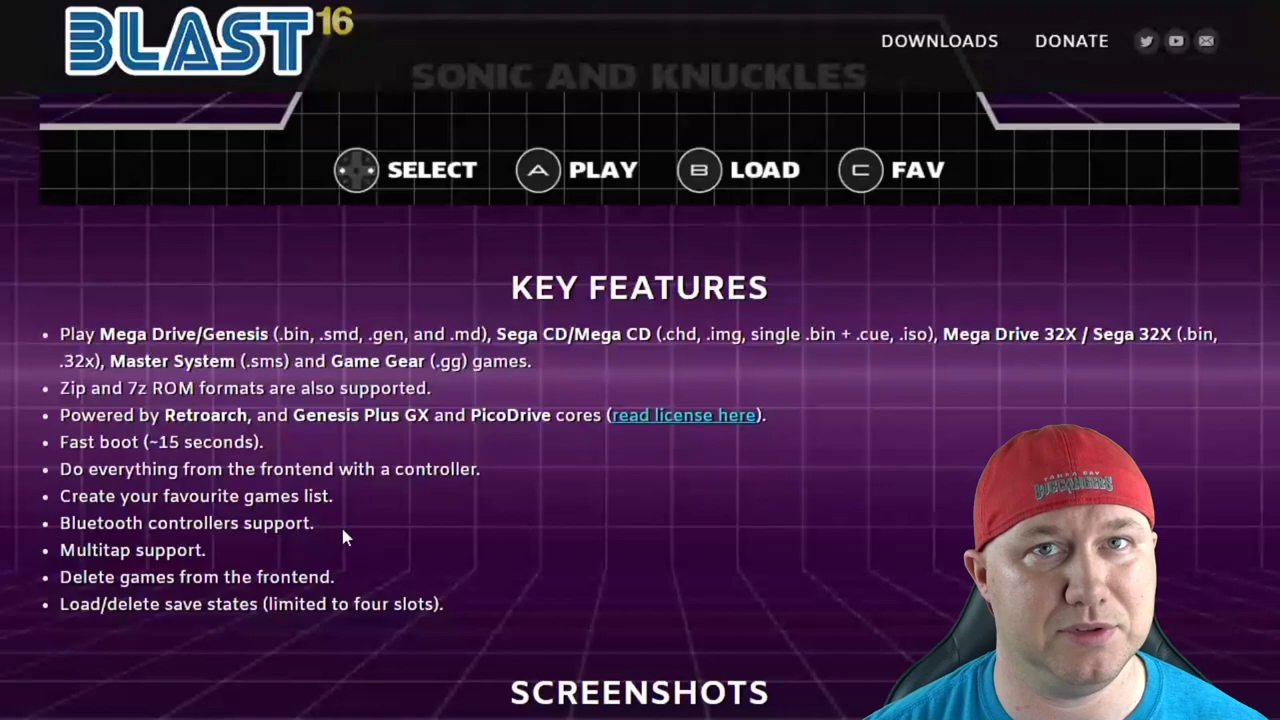 BLAST16
DOWNLOADS
DONATE
SONIC AND KNUCKLES
SELECT
A PLAY
B LOAD
C FAV
KEY FEATURES
• Play Mega Drive/Genesis (.bin, .smd, .gen, and .md), Sega CD/Mega CD (.chd, .img, single .bin + .cue, .iso), Mega Drive 32X / Sega 32X (.bin,
.32x), Master System (.sms) and Game Gear (.gg) games.
• Zip and 7z ROM formats are also supported.
• Powered by Retroarch, and Genesis Plus GX and PicoDrive cores (read license here).
• Fast boot (~15 seconds).
• Do everything from the frontend with a controller.
• Create your favourite games list.
• Bluetooth controllers support.
• Multitap support.
• Delete games from the frontend.
• Load/delete save states (limited to four slots).
TAMPA BAY
BUCCANEERS
SCREENSHOTS